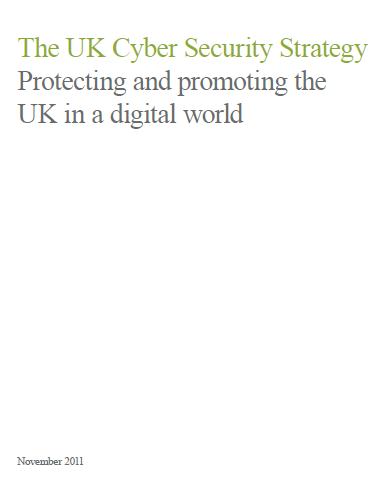 The UK Cyber Security Strategy
Protecting and promoting the
UK in a digital world
November 2011